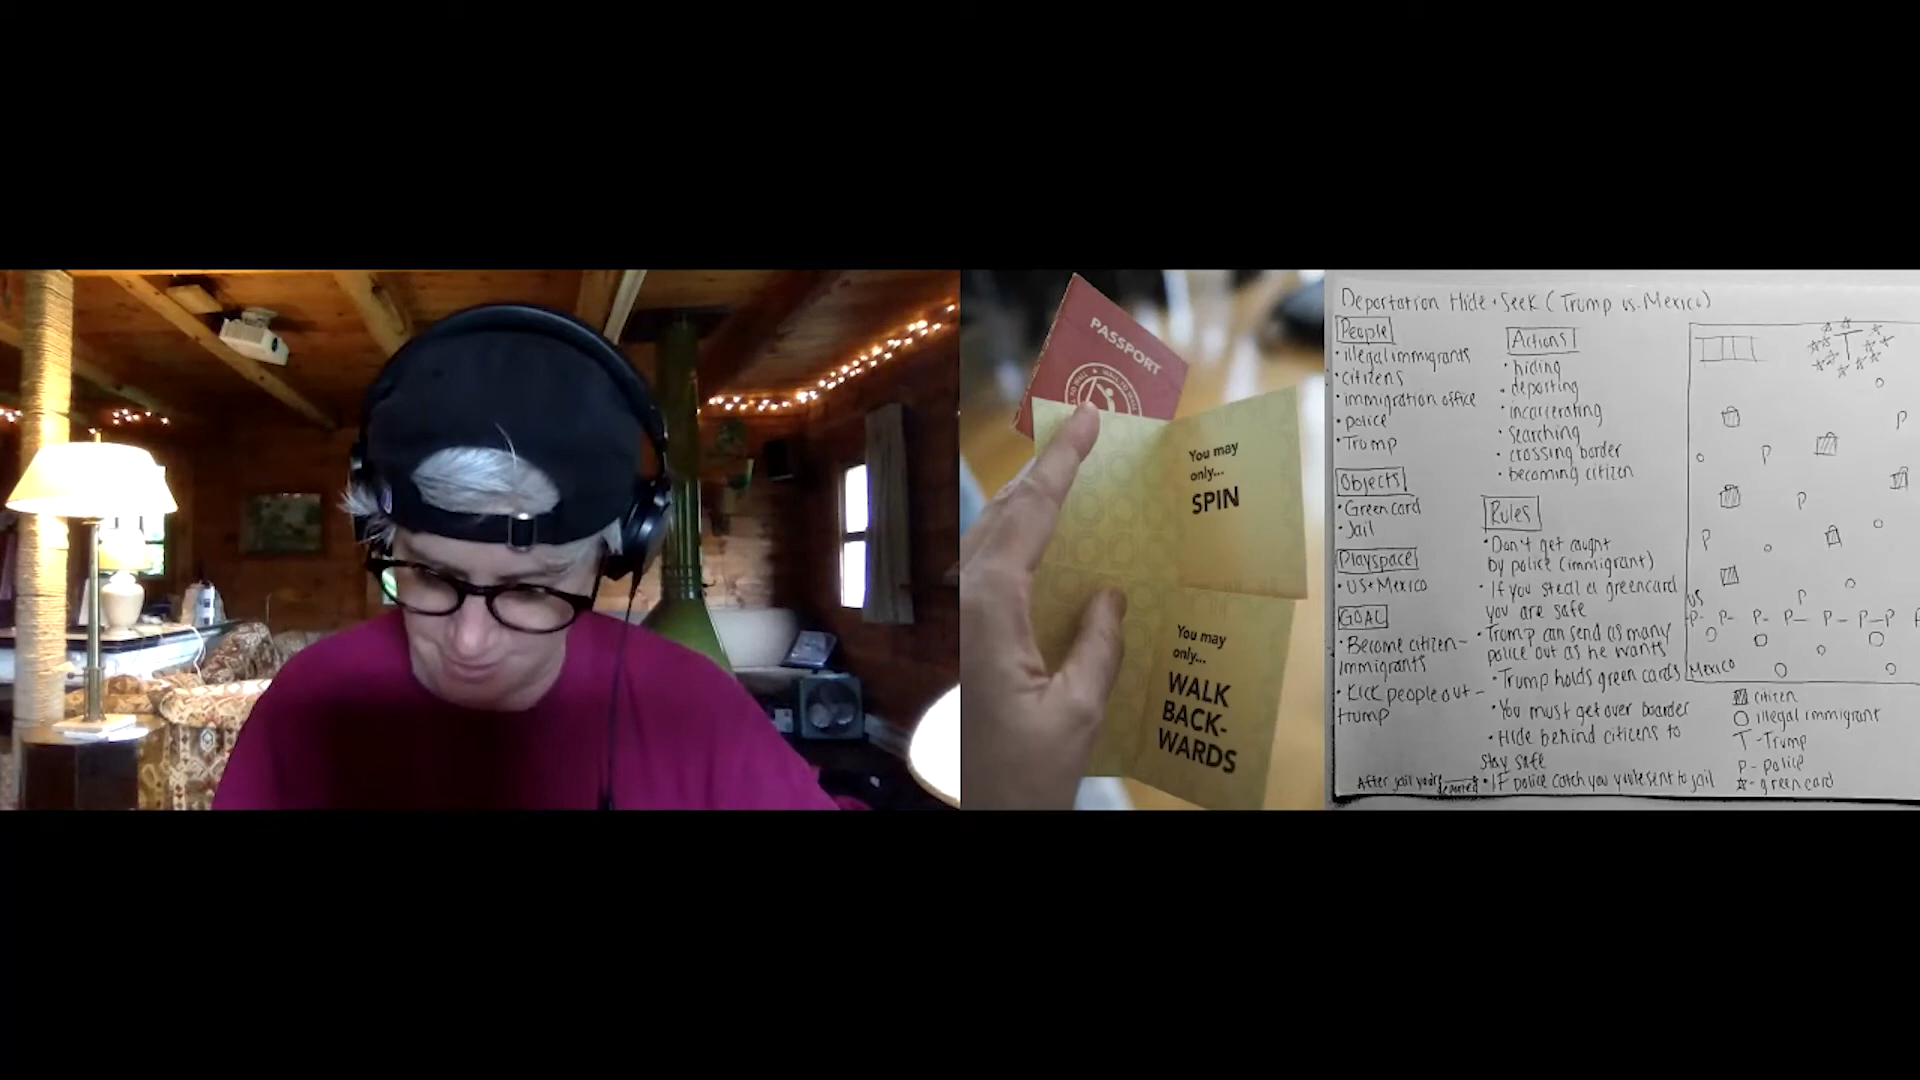 PASSPORT
You may
only...
SPIN
You may
only...
WALK
BACK-
WARDS
Deportation Hide + Seek (Trump vs. Mexico)
People
• illegal immigrants
• citizens
• immigration office
• police
• Trump
Objects
• Green card
• Jail
Playspace
• US + Mexico
GOAL
• Become citizen -
immigrants
• Kick people out -
trump
Actions
• hiding
• deporting
• incarcerating
• searching
• crossing border
• becoming citizen
Rules
• Don't get caught
by police (immigrant)
• If you steal a greencard
you are safe
• Trump can send as many
police out as he wants
• Trump holds green cards
• You must get over boarder
• Hide behind citizens to
stay safe
• If police catch you you're sent to jail
After jail you're
deported
T
P
P
P
P
P
US
P- P- P- P- P- P-P
Mexico
citizen
O illegal immigrant
T - Trump
P - police
☆ - green card